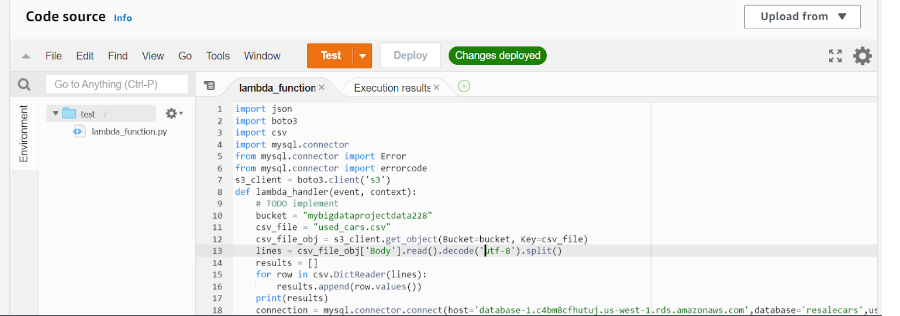 Code source Info
Upload from
File Edit Find View Go Tools Window Test Deploy Changes deployed
Go to Anything (Ctrl-P)
lambda_function × Execution results ×
Environment
test - /
lambda_function.py
1 import json
2 import boto3
3 import csv
4 import mysql.connector
5 from mysql.connector import Error
6 from mysql.connector import errorcode
7 s3_client = boto3.client('s3')
8 def lambda_handler(event, context):
9 # TODO implement
10 bucket = "mybigdataprojectdata228"
11 csv_file = "used_cars.csv"
12 csv_file_obj = s3_client.get_object(Bucket=bucket, Key=csv_file)
13 lines = csv_file_obj['Body'].read().decode('utf-8').split()
14 results = []
15 for row in csv.DictReader(lines):
16 results.append(row.values())
17 print(results)
18 connection = mysql.connector.connect(host='database-1.c4bm8cfhutuj.us-west-1.rds.amazonaws.com',database='resalecars',us